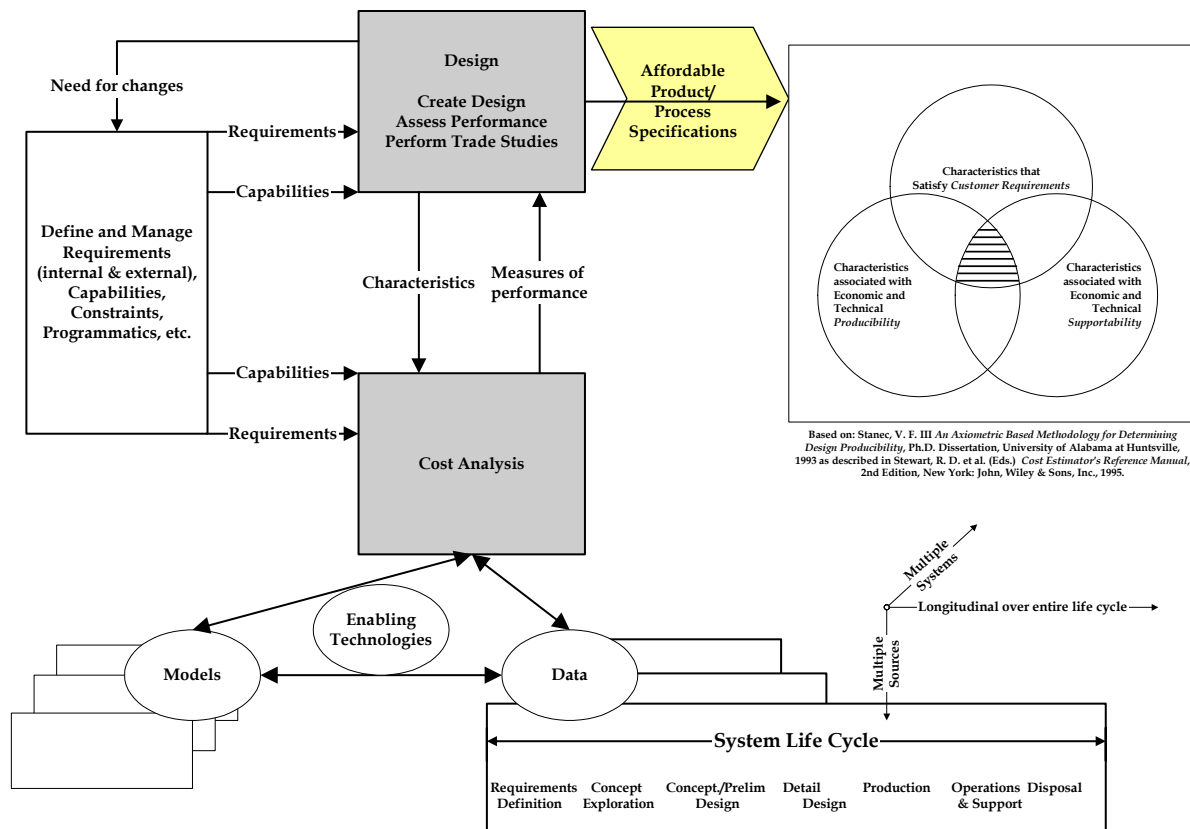 Need for changes
Design
Create Design
Assess Performance
Perform Trade Studies
Affordable
Product/
Process
Specifications
Requirements
Capabilities
Define and Manage
Requirements
(internal & external),
Capabilities,
Constraints,
Programmatics, etc.
Characteristics
Measures of
performance
Capabilities
Requirements
Cost Analysis
Characteristics that
Satisfy Customer Requirements
Characteristics
associated with
Economic and
Technical
Producibility
Characteristics
associated with
Economic and
Technical
Supportability
Based on: Stanec, V. F. III An Axiometric Based Methodology for Determining
Design Producibility, Ph.D. Dissertation, University of Alabama at Huntsville,
1993 as described in Stewart, R. D. et al. (Eds.) Cost Estimator's Reference Manual,
2nd Edition, New York: John, Wiley & Sons, Inc., 1995.
Enabling
Technologies
Models
Data
Multiple
Systems
Longitudinal over entire life cycle
Multiple
Sources
System Life Cycle
Requirements
Definition
Concept
Exploration
Concept./Prelim
Design
Detail
Design
Production
Operations
& Support
Disposal